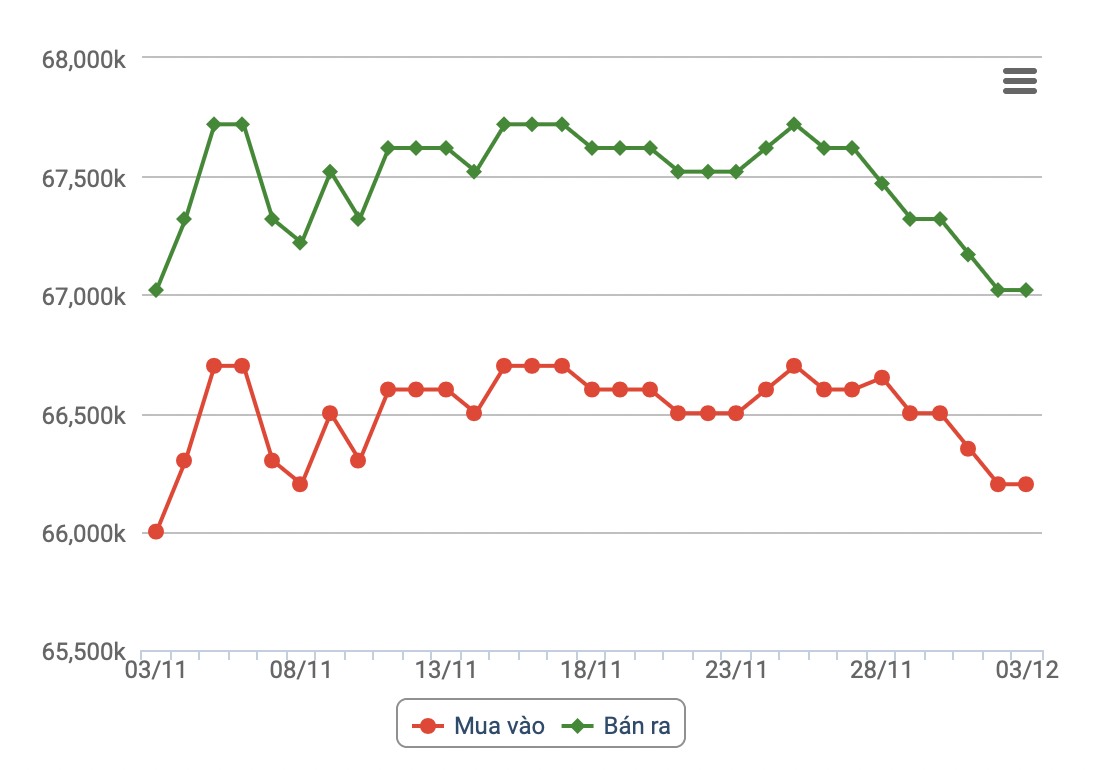 68,000k
67,500k
67,000k
66,500k
66,000k
65,500k
03/11 08/11 13/11 18/11 23/11 28/11 03/12
Mua vào Bán ra